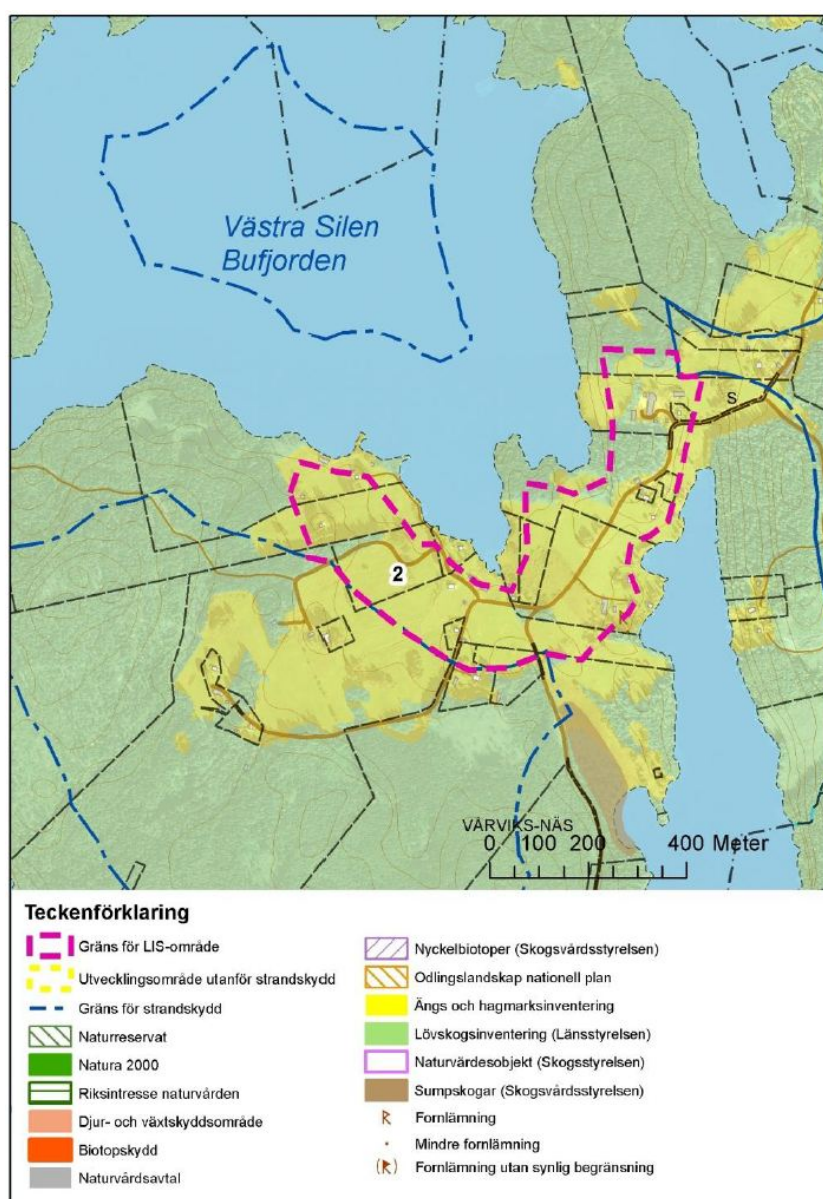 Västra Silen
Bufjorden
S
2
VÅRVIKS-NÄS
0 100 200 400 Meter
Teckenförklaring
Gräns för LIS-område
Utvecklingsområde utanför strandskydd
Gräns för strandskydd
Naturreservat
Natura 2000
Riksintresse naturvården
Djur- och växtskyddsområde
Biotopskydd
Naturvårdsavtal
Nyckelbiotoper (Skogsvårdsstyrelsen)
Odlingslandskap nationell plan
Ängs och hagmarksinventering
Lövskogsinventering (Länsstyrelsen)
Naturvärdesobjekt (Skogsstyrelsen)
Sumpskogar (Skogsvårdsstyrelsen)
R Fornlämning
Mindre fornlämning
(R) Fornlämning utan synlig begränsning